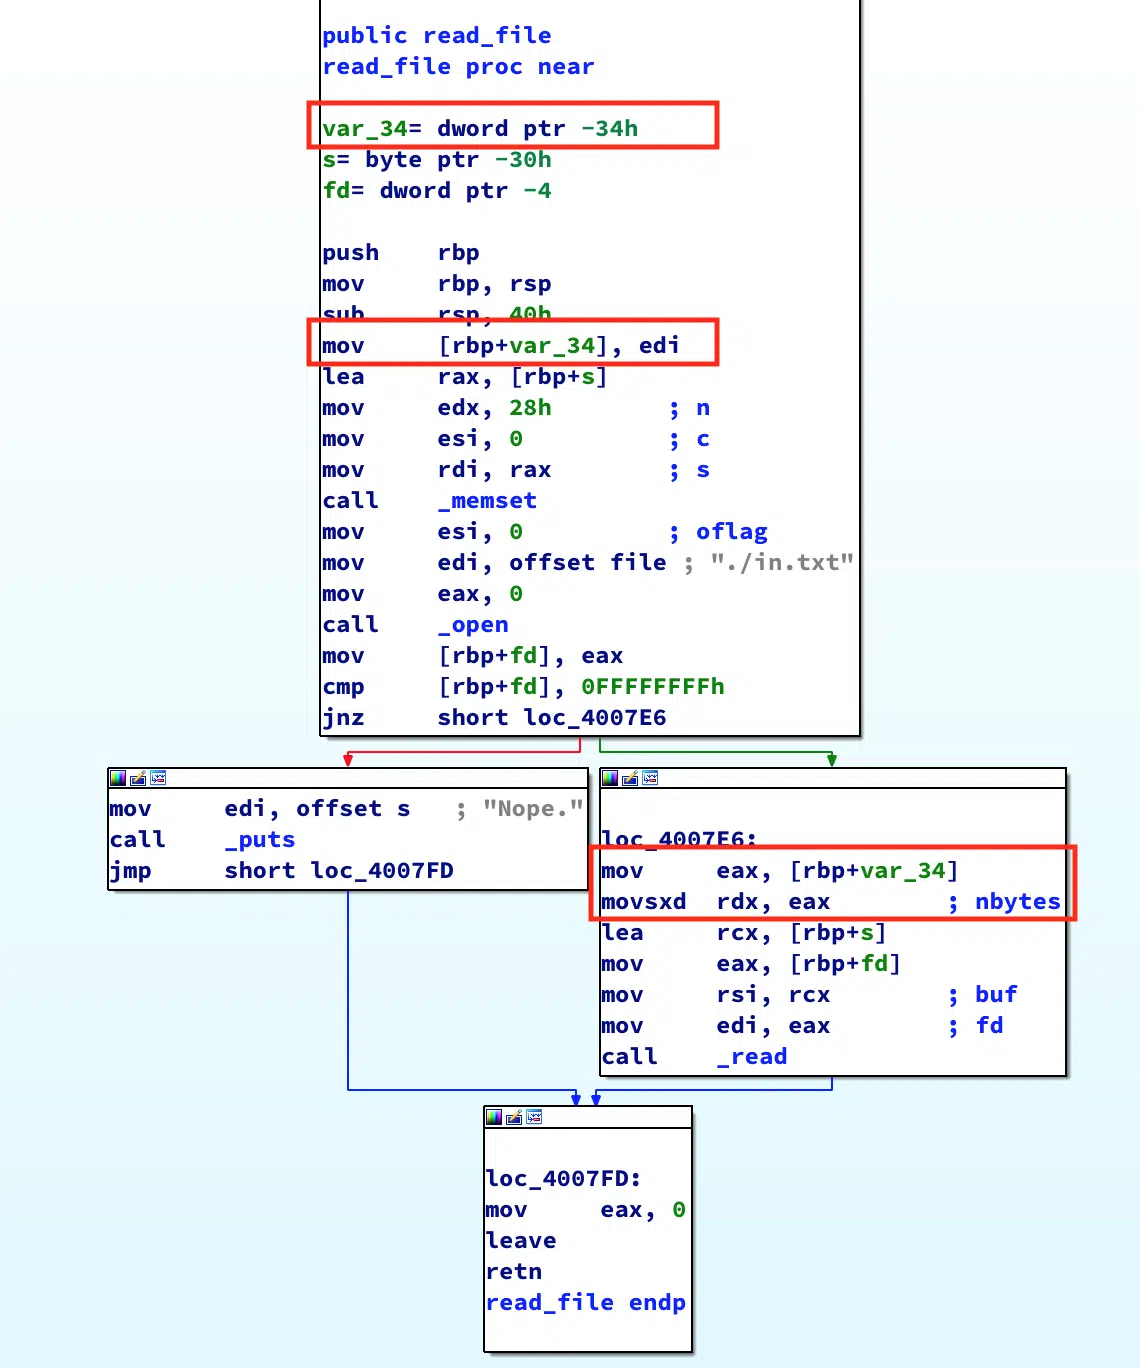 public read_file
read_file proc near
var_34= dword ptr -34h
s= byte ptr -30h
fd= dword ptr -4
push rbp
mov rbp, rsp
sub rsp, 40h
mov [rbp+var_34], edi
lea rax, [rbp+s]
mov edx, 28h ; n
mov esi, 0 ; c
mov rdi, rax ; s
call _memset
mov esi, 0 ; oflag
mov edi, offset file ; "./in.txt"
mov eax, 0
call _open
mov [rbp+fd], eax
cmp [rbp+fd], 0FFFFFFFFh
jnz short loc_4007E6
mov edi, offset s ; "Nope."
call _puts
jmp short loc_4007FD
loc_4007E6:
mov eax, [rbp+var_34]
movsxd rdx, eax ; nbytes
lea rcx, [rbp+s]
mov eax, [rbp+fd]
mov rsi, rcx ; buf
mov edi, eax ; fd
call _read
loc_4007FD:
mov eax, 0
leave
retn
read_file endp